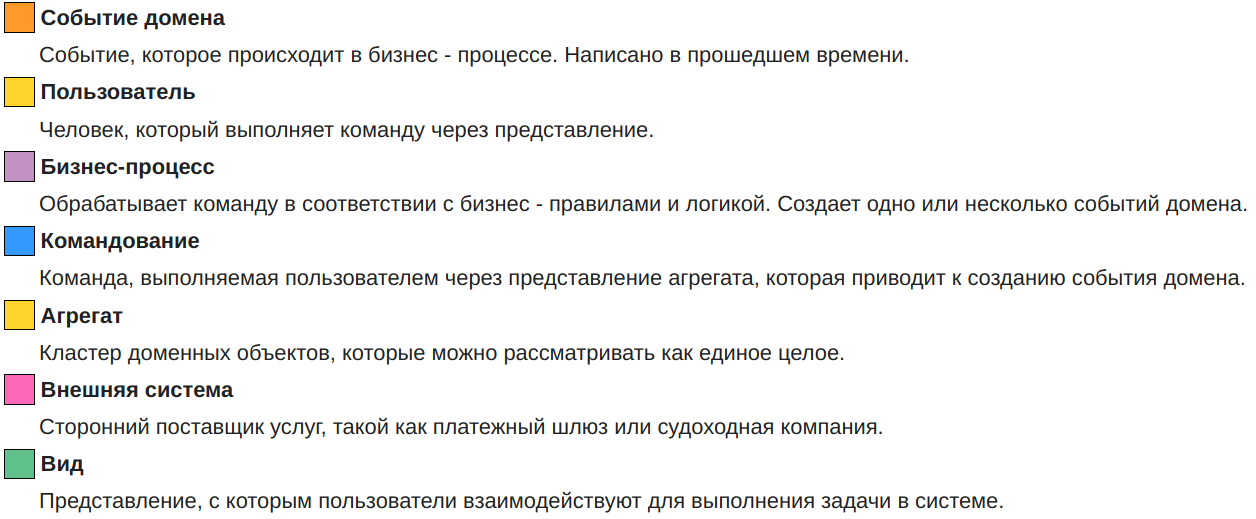 Событие домена
Событие, которое происходит в бизнес - процессе. Написано в прошедшем времени.
Пользователь
Человек, который выполняет команду через представление.
Бизнес-процесс
Обрабатывает команду в соответствии с бизнес - правилами и логикой. Создает одно или несколько событий домена.
Командование
Команда, выполняемая пользователем через представление агрегата, которая приводит к созданию события домена.
Агрегат
Кластер доменных объектов, которые можно рассматривать как единое целое.
Внешняя система
Сторонний поставщик услуг, такой как платежный шлюз или судоходная компания.
Вид
Представление, с которым пользователи взаимодействуют для выполнения задачи в системе.